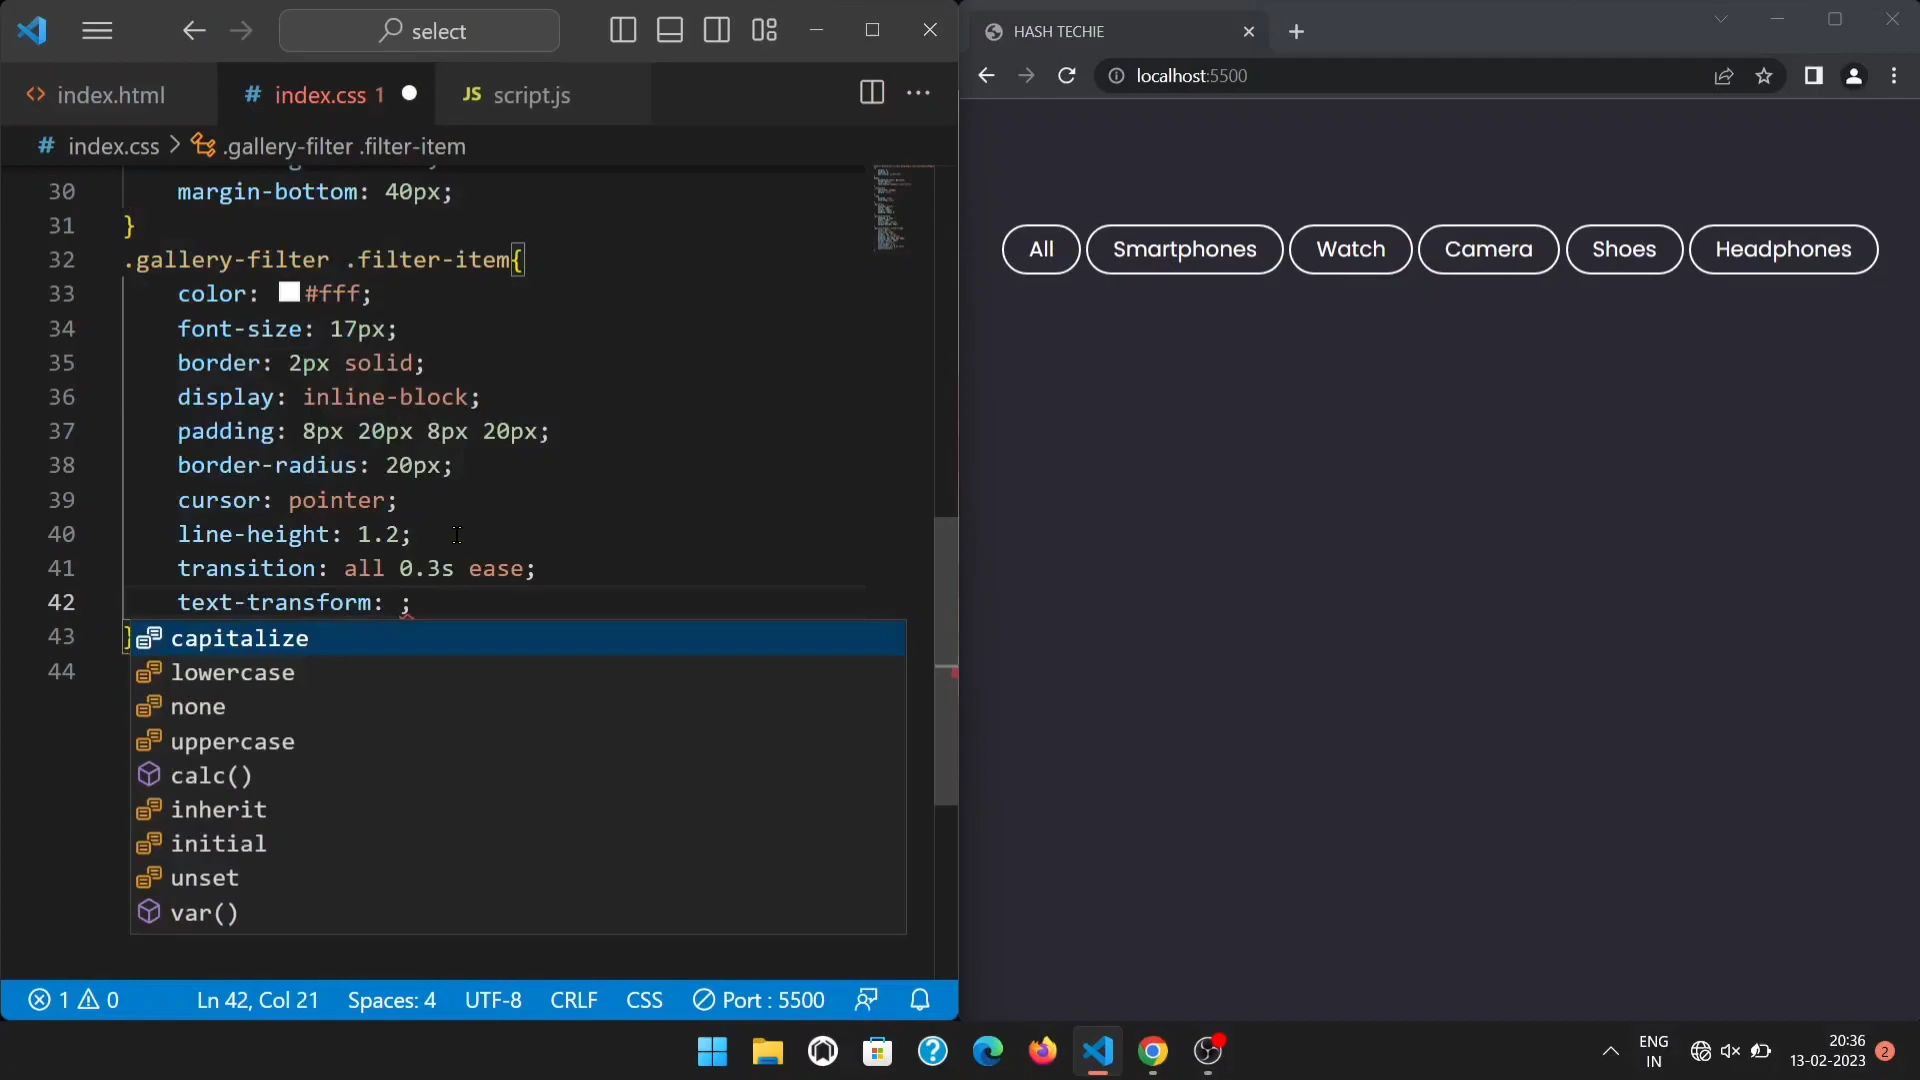 select
index.html
# index.css 1
JS script.js
# index.css > .gallery-filter .filter-item
30 margin-bottom: 40px;
31 }
32 .gallery-filter .filter-item{
33 color: #fff;
34 font-size: 17px;
35 border: 2px solid;
36 display: inline-block;
37 padding: 8px 20px 8px 20px;
38 border-radius: 20px;
39 cursor: pointer;
40 line-height: 1.2;
41 transition: all 0.3s ease;
42 text-transform: ;
43 }
44
capitalize
lowercase
none
uppercase
calc()
inherit
initial
unset
var()
1 0 Ln 42, Col 21 Spaces: 4 UTF-8 CRLF CSS Port : 5500
HASH TECHIE
localhost:5500
All Smartphones Watch Camera Shoes Headphones
ENG
IN
20:36
13-02-2023
2